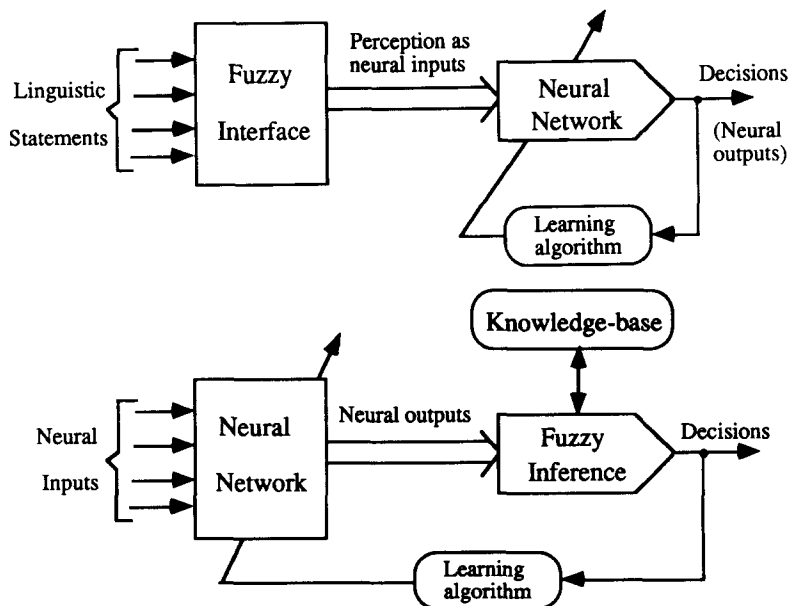 Linguistic
Statements
Fuzzy
Interface
Perception as
neural inputs
Neural
Network
Decisions
(Neural
outputs)
Learning
algorithm
Knowledge-base
Neural
Inputs
Neural
Network
Neural outputs
Fuzzy
Inference
Decisions
Learning
algorithm